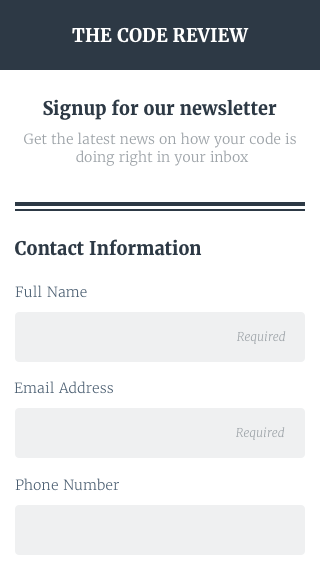 THE CODE REVIEW
Signup for our newsletter
Get the latest news on how your code is
doing right in your inbox
Contact Information
Full Name
Required
Email Address
Required
Phone Number